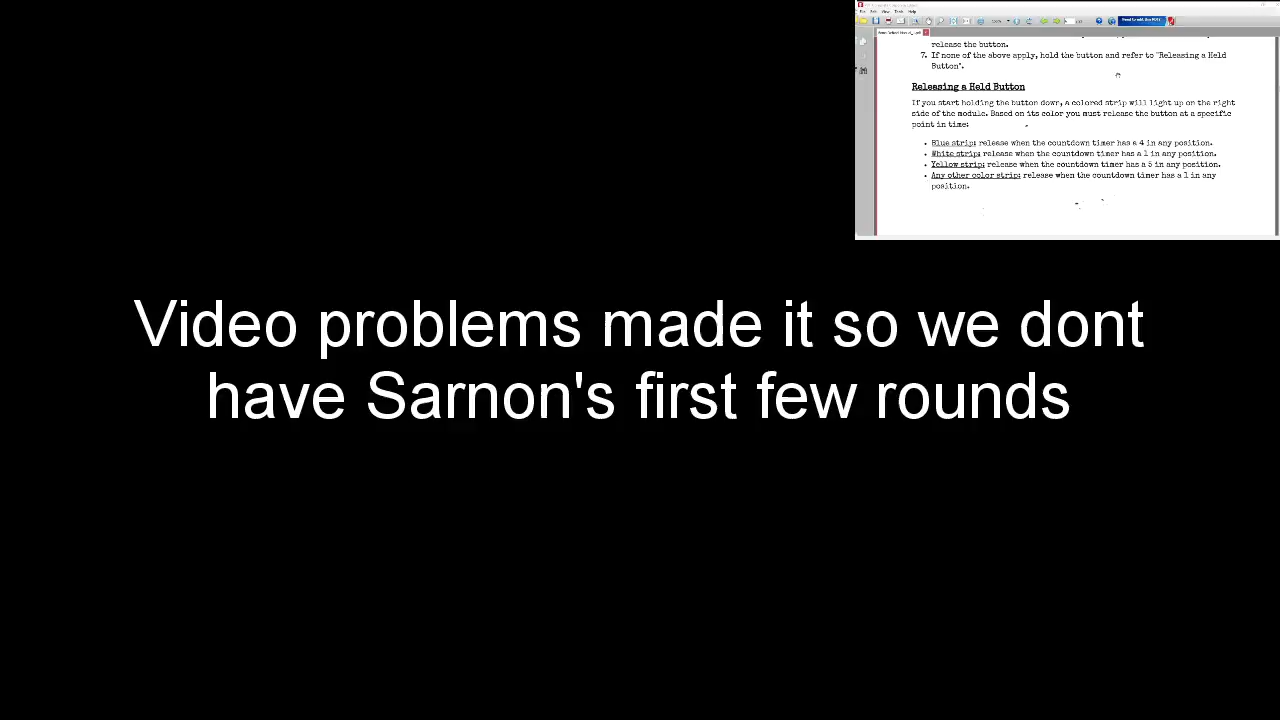 release the button.
7. If none of the above apply, hold the button and refer to "Releasing a Held
Button".
Releasing a Held Button
If you start holding the button down, a colored strip will light up on the right
side of the module. Based on its color you must release the button at a specific
point in time:
• Blue strip: release when the countdown timer has a 4 in any position.
• White strip: release when the countdown timer has a 1 in any position.
• Yellow strip: release when the countdown timer has a 5 in any position.
• Any other color strip: release when the countdown timer has a 1 in any
position.
Video problems made it so we dont
have Sarnon's first few rounds